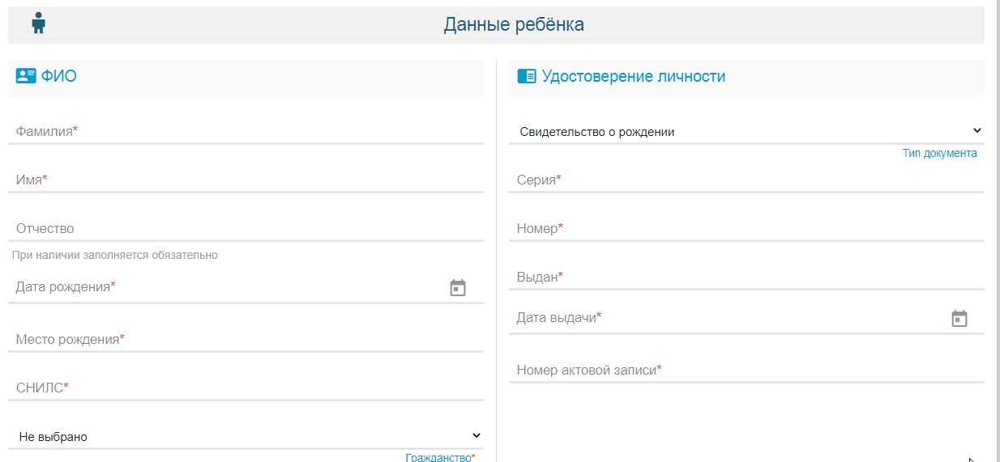 Данные ребёнка
ФИО
Фамилия*
Имя*
Отчество
При наличии заполняется обязательно
Дата рождения*
Место рождения*
СНИЛС*
Не выбрано
Гражданство*
Удостоверение личности
Свидетельство о рождении
Тип документа
Серия*
Номер*
Выдан*
Дата выдачи*
Номер актовой записи*